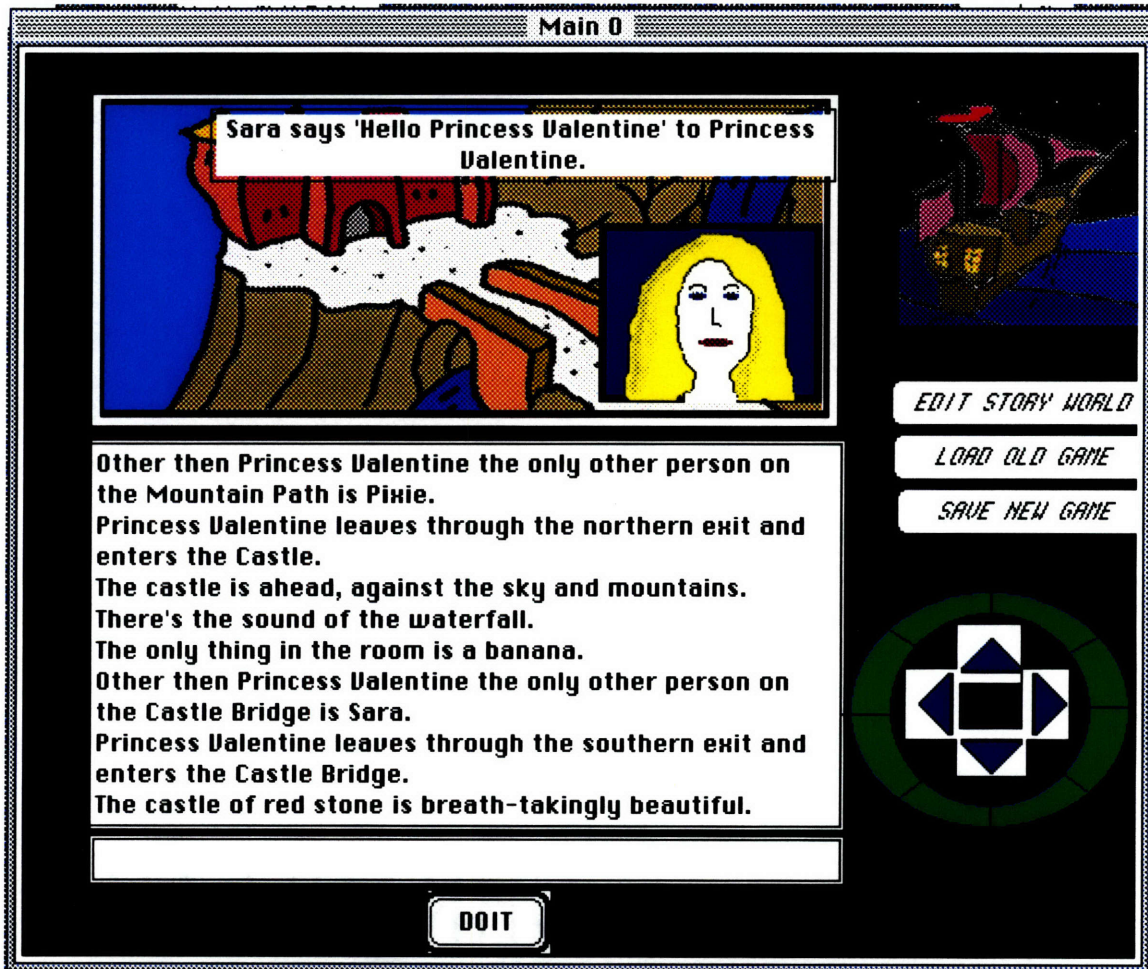 Main 0
Sara says 'Hello Princess Valentine' to Princess
Valentine.
EDIT STORY WORLD
LOAD OLD GAME
SAVE NEW GAME
Other then Princess Valentine the only other person on
the Mountain Path is Pixie.
Princess Valentine leaves through the northern exit and
enters the Castle.
The castle is ahead, against the sky and mountains.
There's the sound of the waterfall.
The only thing in the room is a banana.
Other then Princess Valentine the only other person on
the Castle Bridge is Sara.
Princess Valentine leaves through the southern exit and
enters the Castle Bridge.
The castle of red stone is breath-takingly beautiful.
DOIT